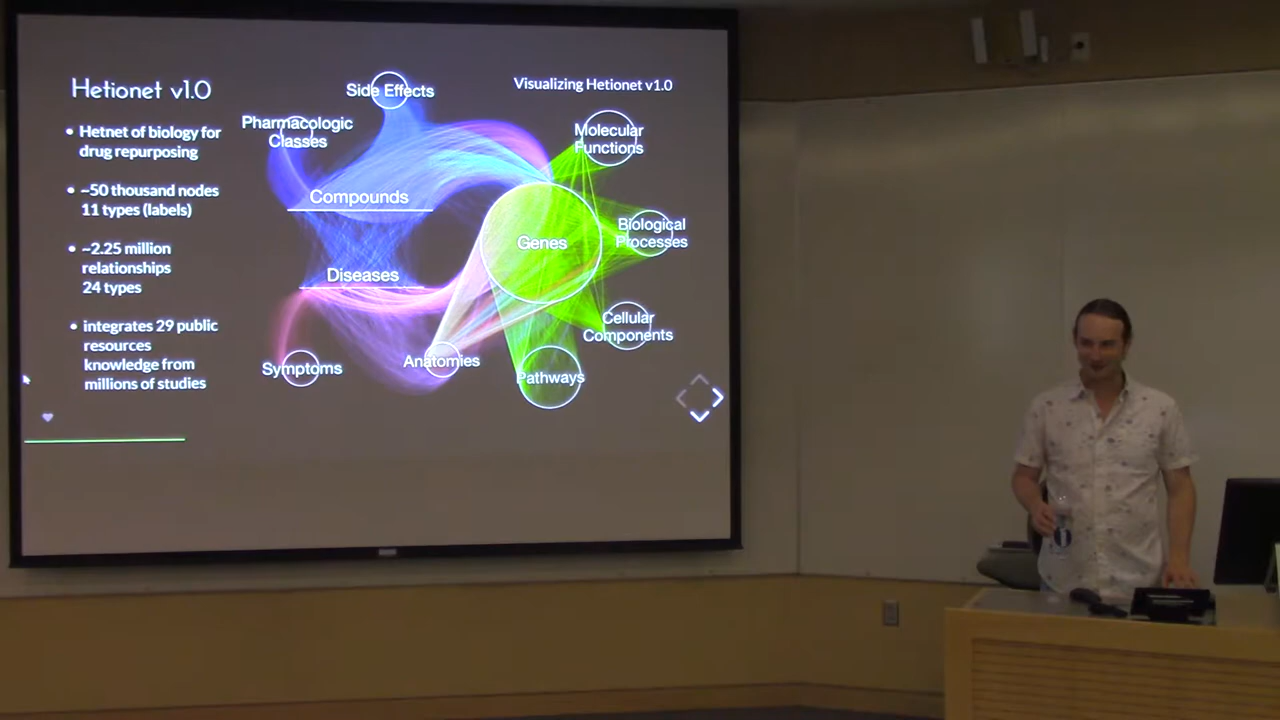 Hetionet v1.0
• Hetnet of biology for
drug repurposing
• ~50 thousand nodes
11 types (labels)
• ~2.25 million
relationships
24 types
• integrates 29 public
resources
knowledge from
millions of studies
Visualizing Hetionet v1.0
Side Effects
Pharmacologic
Classes
Molecular
Functions
Compounds
Biological
Processes
Genes
Diseases
Cellular
Components
Symptoms
Anatomies
Pathways